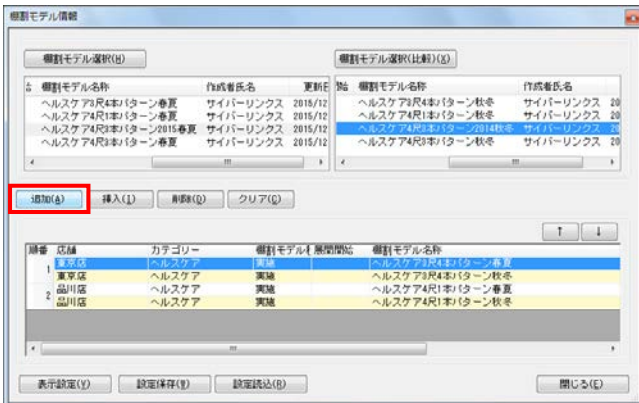 棚割モデル情報
棚割モデル選択(H)
棚割モデル選択(比較)(X)
棚割モデル名称 作成者氏名 更新日
ヘルスケア3尺4本パターン春夏 サイバーリンクス 2015/12
ヘルスケア4尺1本パターン春夏 サイバーリンクス 2015/12
ヘルスケア4尺3本パターン2015春夏 サイバーリンクス 2015/12
ヘルスケア4尺3本パターン春夏 サイバーリンクス 2015/12
始 棚割モデル名称 作成者氏名
ヘルスケア3尺4本パターン秋冬 サイバーリンクス 20
ヘルスケア4尺1本パターン秋冬 サイバーリンクス 20
ヘルスケア4尺3本パターン2014秋冬 サイバーリンクス 20
ヘルスケア4尺3本パターン秋冬 サイバーリンクス 20
追加(A) 挿入(I) 削除(D) クリア(C)
↑ ↓
順番 店舗 カテゴリー 棚割モデル 展開開始 棚割モデル名称
1 東京店 ヘルスケア 実施 ヘルスケア3尺4本パターン春夏
東京店 ヘルスケア 実施 ヘルスケア3尺4本パターン秋冬
2 品川店 ヘルスケア 実施 ヘルスケア4尺1本パターン春夏
品川店 ヘルスケア 実施 ヘルスケア4尺1本パターン秋冬
表示設定(Y) 設定保存(W) 設定読込(R) 閉じる(E)